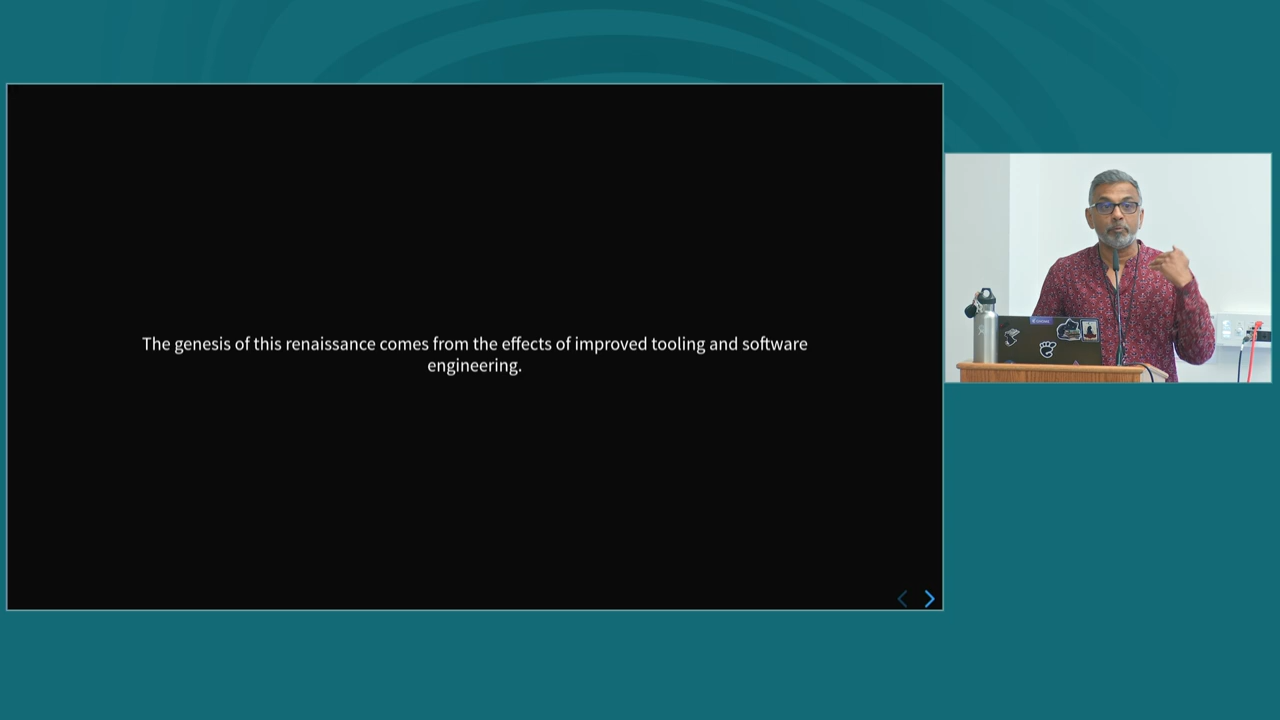 The genesis of this renaissance comes from the effects of improved tooling and software
engineering.